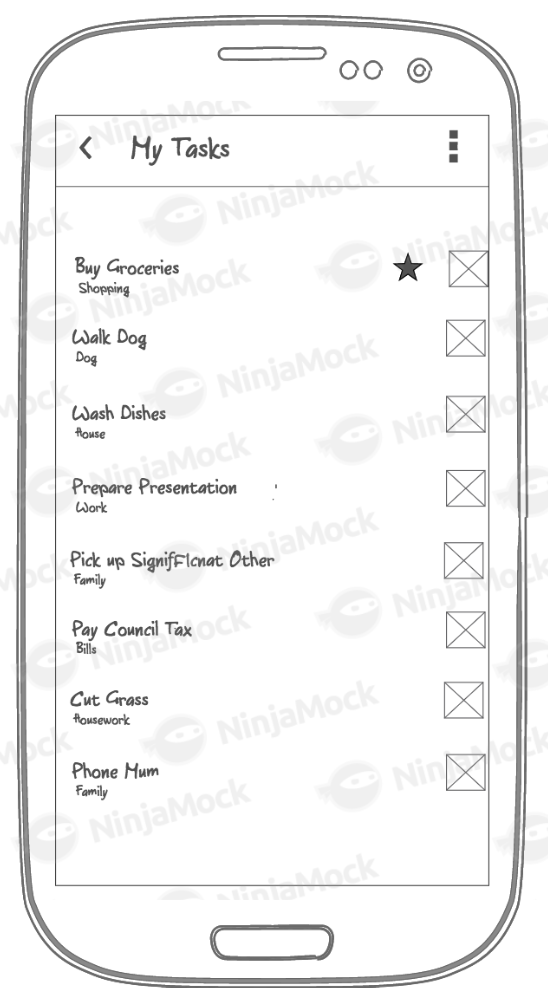 My Tasks
Buy Groceries
Shopping
Walk Dog
Dog
Wash Dishes
House
Prepare Presentation
Work
Pick up SignifFIcnat Other
Family
Pay Council Tax
Bills
Cut Grass
Housework
Phone Mum
Family
NinjaMock